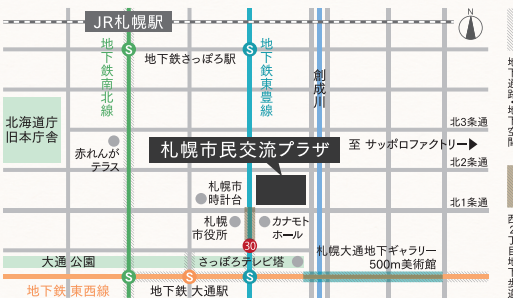 JR札幌駅
N
地下鉄南北線
地下鉄さっぽろ駅
地下鉄東豊線
創成川
北海道庁
旧本庁舎
赤れんが
テラス
札幌市民交流プラザ
至 サッポロファクトリー
北3条通
北2条通
北1条通
札幌市
時計台
札幌
市役所
カナモト
ホール
30
大通公園
さっぽろテレビ塔
札幌大通地下ギャラリー
500m美術館
地下鉄東西線
地下鉄大通駅
S
S
S
S
S